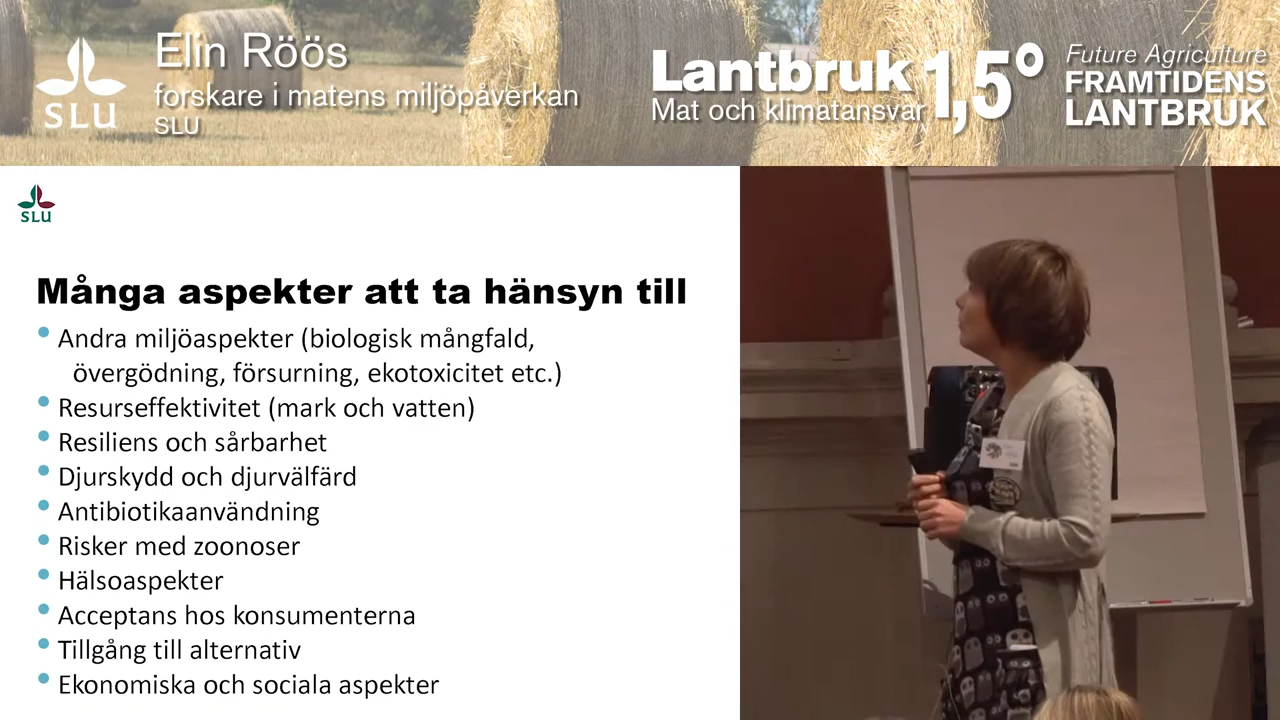 Elin Röös
forskare i matens miljöpåverkan
SLU
SLU
Lantbruk 1,5°
Mat och klimatansvar
Future Agriculture
FRAMTIDENS
LANTBRUK
SLU
Många aspekter att ta hänsyn till
• Andra miljöaspekter (biologisk mångfald,
övergödning, försurning, ekotoxicitet etc.)
• Resurseffektivitet (mark och vatten)
• Resiliens och sårbarhet
• Djurskydd och djurvälfärd
• Antibiotikaanvändning
• Risker med zoonoser
• Hälsoaspekter
• Acceptans hos konsumenterna
• Tillgång till alternativ
• Ekonomiska och sociala aspekter